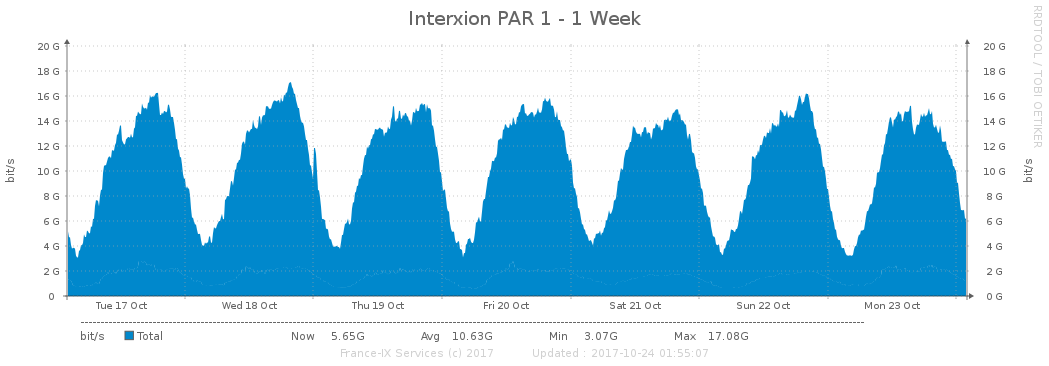 Interxion PAR 1 - 1 Week
RRDTOOL / TOBI OETIKER
20 G 20 G
18 G 18 G
16 G 16 G
14 G 14 G
12 G 12 G
10 G 10 G
8 G 8 G
6 G 6 G
4 G 4 G
2 G 2 G
0 0 G
bit/s
bit/s
Tue 17 Oct Wed 18 Oct Thu 19 Oct Fri 20 Oct Sat 21 Oct Sun 22 Oct Mon 23 Oct
bit/s Total Now 5.65G Avg 10.63G Min 3.07G Max 17.08G
France-IX Services (c) 2017 Updated : 2017-10-24 01:55:07